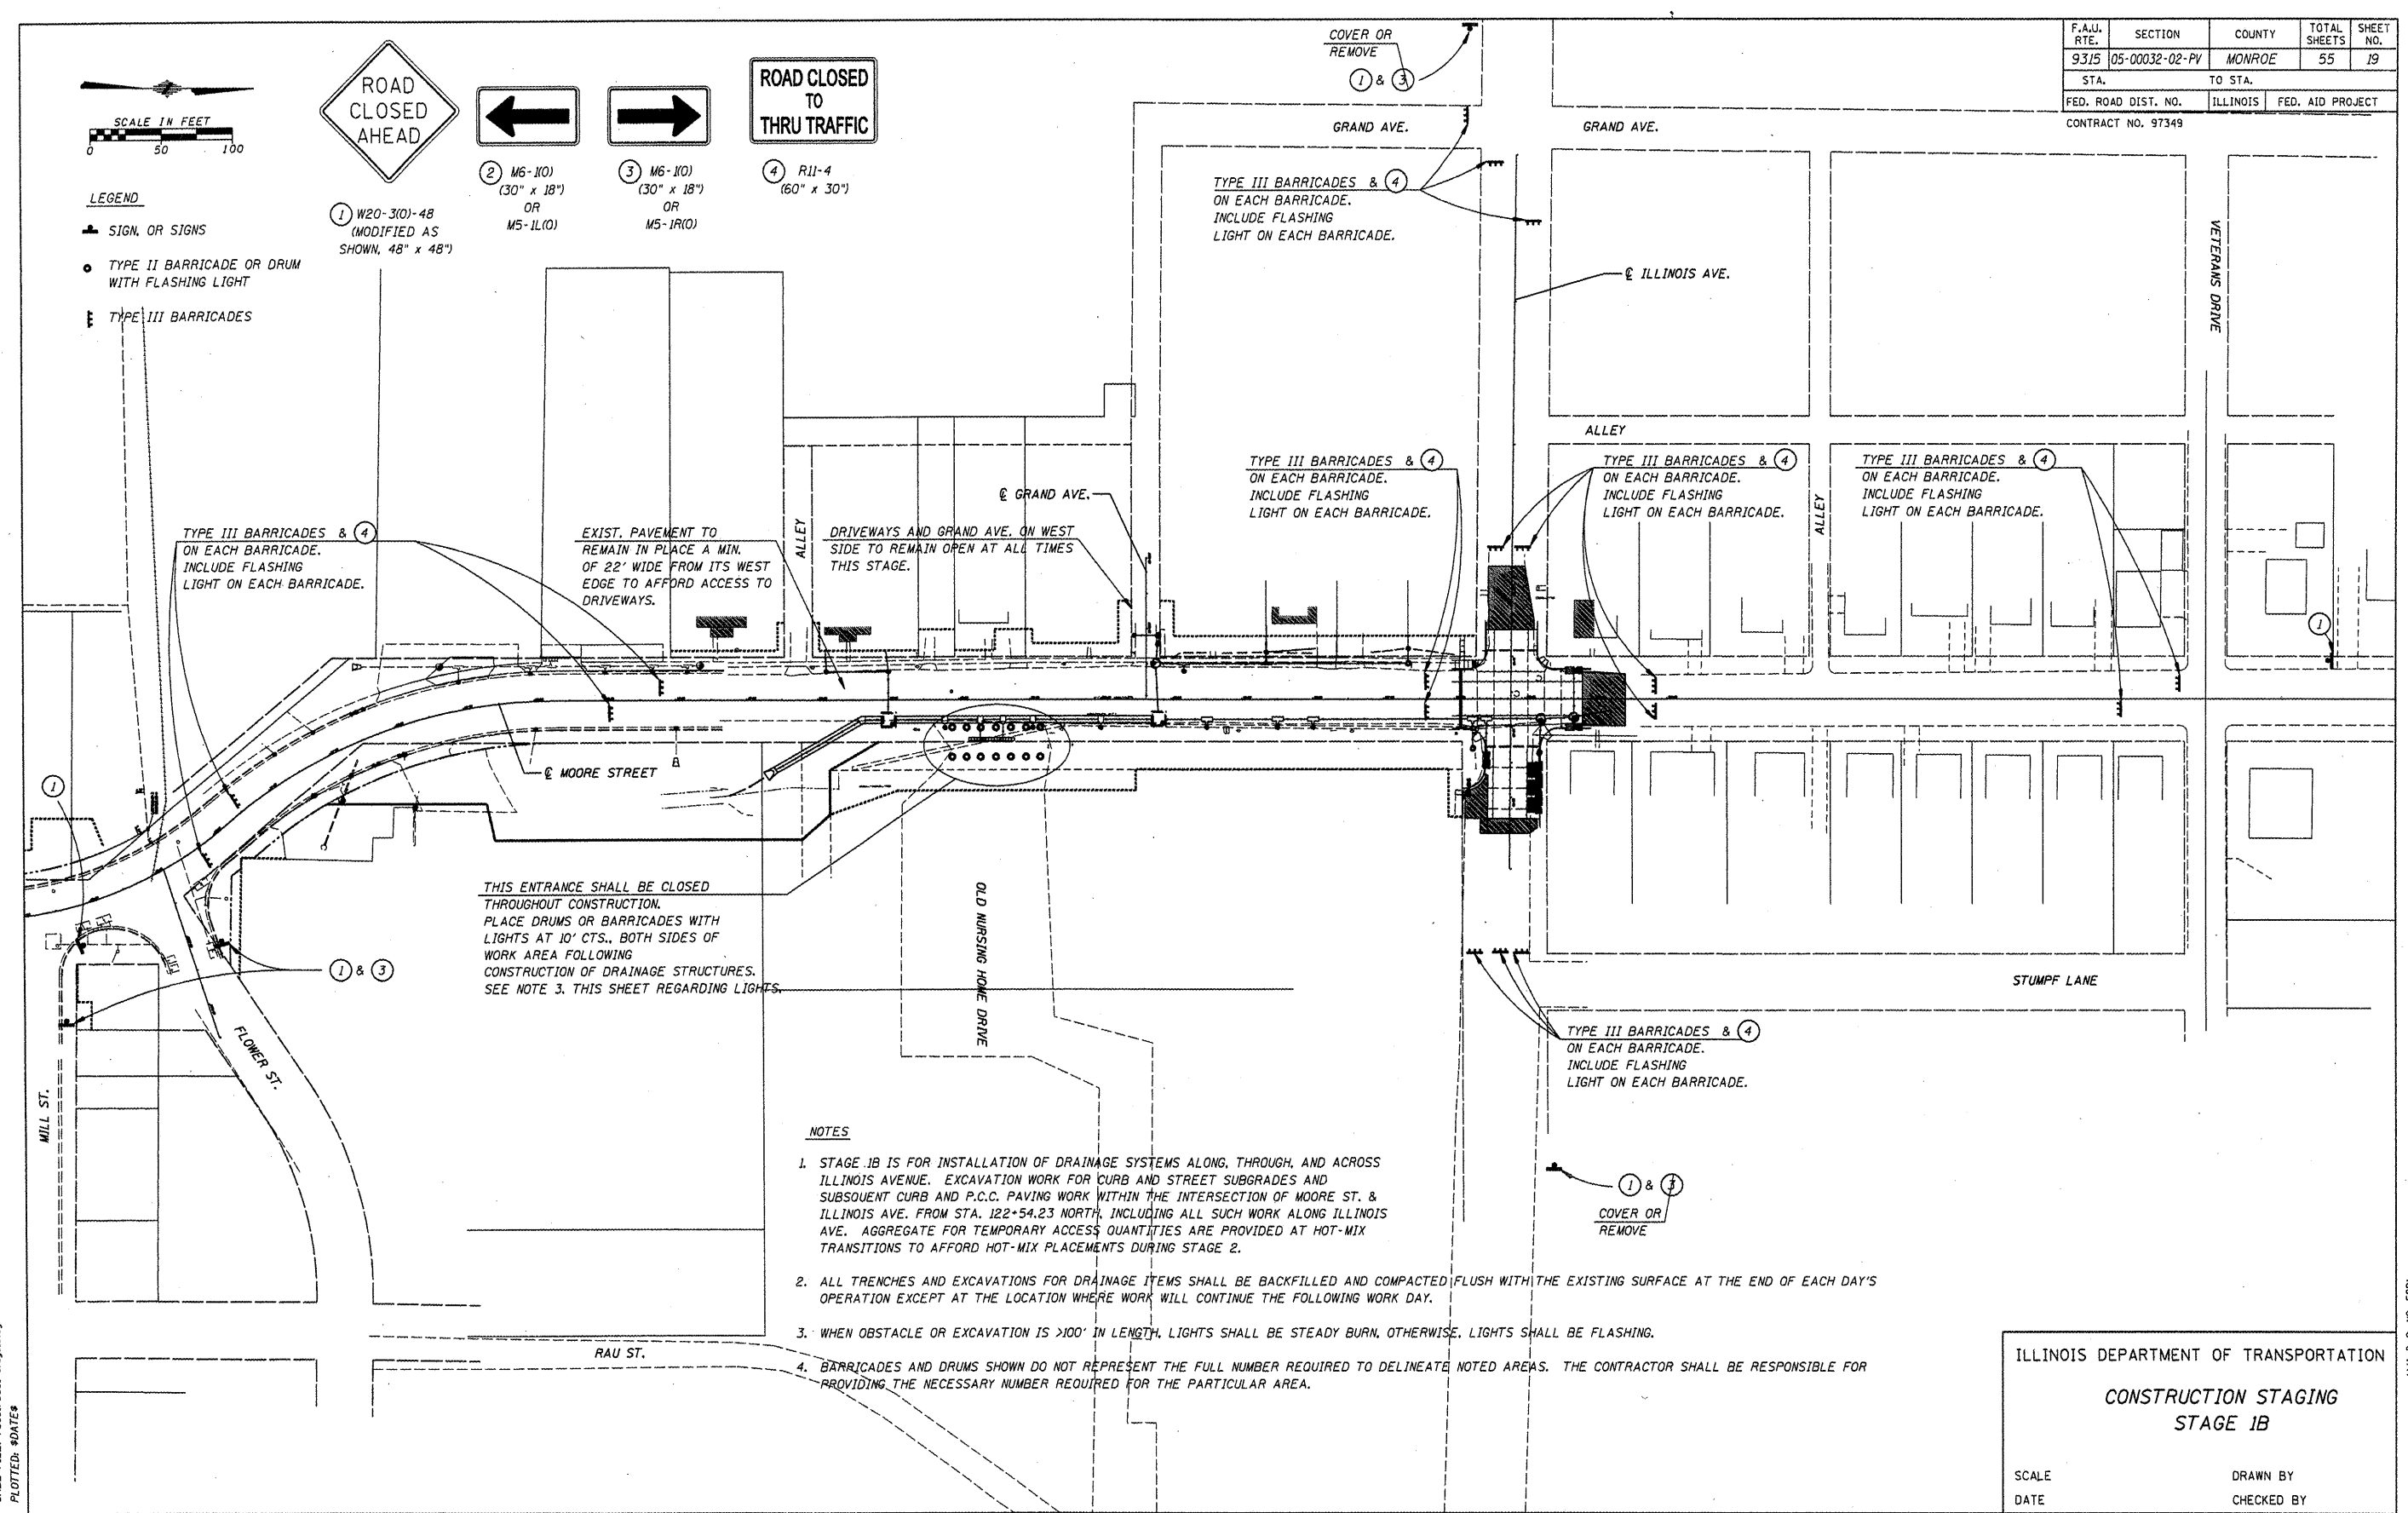 F.A.U. RTE.
SECTION
COUNTY
TOTAL SHEETS
SHEET NO.
9315
05-00032-02-PV
MONROE
55
19
STA.
TO STA.
FED. ROAD DIST. NO.
ILLINOIS
FED. AID PROJECT
CONTRACT NO. 97349
SCALE IN FEET
0 50 100
LEGEND
SIGN, OR SIGNS
TYPE II BARRICADE OR DRUM
WITH FLASHING LIGHT
TYPE III BARRICADES
ROAD
CLOSED
AHEAD
1 W20-3(O)-48
(MODIFIED AS
SHOWN, 48" x 48")
2 M6-1(O)
(30" x 18")
OR
M5-1L(O)
3 M6-1(O)
(30" x 18")
OR
M5-1R(O)
ROAD CLOSED
TO
THRU TRAFFIC
4 R11-4
(60" x 30")
COVER OR
REMOVE
1 & 3
GRAND AVE.
GRAND AVE.
TYPE III BARRICADES & 4
ON EACH BARRICADE.
INCLUDE FLASHING
LIGHT ON EACH BARRICADE.
℄ ILLINOIS AVE.
VETERANS DRIVE
ALLEY
TYPE III BARRICADES & 4
ON EACH BARRICADE.
INCLUDE FLASHING
LIGHT ON EACH BARRICADE.
TYPE III BARRICADES & 4
ON EACH BARRICADE.
INCLUDE FLASHING
LIGHT ON EACH BARRICADE.
TYPE III BARRICADES & 4
ON EACH BARRICADE.
INCLUDE FLASHING
LIGHT ON EACH BARRICADE.
ALLEY
℄ GRAND AVE.
TYPE III BARRICADES & 4
ON EACH BARRICADE.
INCLUDE FLASHING
LIGHT ON EACH BARRICADE.
EXIST. PAVEMENT TO
REMAIN IN PLACE A MIN.
OF 22' WIDE FROM ITS WEST
EDGE TO AFFORD ACCESS TO
DRIVEWAYS.
ALLEY
DRIVEWAYS AND GRAND AVE. ON WEST
SIDE TO REMAIN OPEN AT ALL TIMES
THIS STAGE.
1
℄ MOORE STREET
1
THIS ENTRANCE SHALL BE CLOSED
THROUGHOUT CONSTRUCTION.
PLACE DRUMS OR BARRICADES WITH
LIGHTS AT 10' CTS., BOTH SIDES OF
WORK AREA FOLLOWING
CONSTRUCTION OF DRAINAGE STRUCTURES.
SEE NOTE 3. THIS SHEET REGARDING LIGHTS.
1 & 3
OLD NURSING HOME DRIVE
FLOWER ST.
MILL ST.
STUMPF LANE
TYPE III BARRICADES & 4
ON EACH BARRICADE.
INCLUDE FLASHING
LIGHT ON EACH BARRICADE.
1 & 3
COVER OR
REMOVE
RAU ST.
NOTES
1. STAGE 1B IS FOR INSTALLATION OF DRAINAGE SYSTEMS ALONG, THROUGH, AND ACROSS
ILLINOIS AVENUE. EXCAVATION WORK FOR CURB AND STREET SUBGRADES AND
SUBSQUENT CURB AND P.C.C. PAVING WORK WITHIN THE INTERSECTION OF MOORE ST. &
ILLINOIS AVE. FROM STA. 122+54.23 NORTH, INCLUDING ALL SUCH WORK ALONG ILLINOIS
AVE. AGGREGATE FOR TEMPORARY ACCESS QUANTITIES ARE PROVIDED AT HOT-MIX
TRANSITIONS TO AFFORD HOT-MIX PLACEMENTS DURING STAGE 2.
2. ALL TRENCHES AND EXCAVATIONS FOR DRAINAGE ITEMS SHALL BE BACKFILLED AND COMPACTED FLUSH WITH THE EXISTING SURFACE AT THE END OF EACH DAY'S
OPERATION EXCEPT AT THE LOCATION WHERE WORK WILL CONTINUE THE FOLLOWING WORK DAY.
3. WHEN OBSTACLE OR EXCAVATION IS >100' IN LENGTH, LIGHTS SHALL BE STEADY BURN, OTHERWISE, LIGHTS SHALL BE FLASHING.
4. BARRICADES AND DRUMS SHOWN DO NOT REPRESENT THE FULL NUMBER REQUIRED TO DELINEATE NOTED AREAS. THE CONTRACTOR SHALL BE RESPONSIBLE FOR
PROVIDING THE NECESSARY NUMBER REQUIRED FOR THE PARTICULAR AREA.
ILLINOIS DEPARTMENT OF TRANSPORTATION
CONSTRUCTION STAGING
STAGE 1B
SCALE
DRAWN BY
DATE
CHECKED BY
PLOTTED: $DATE$